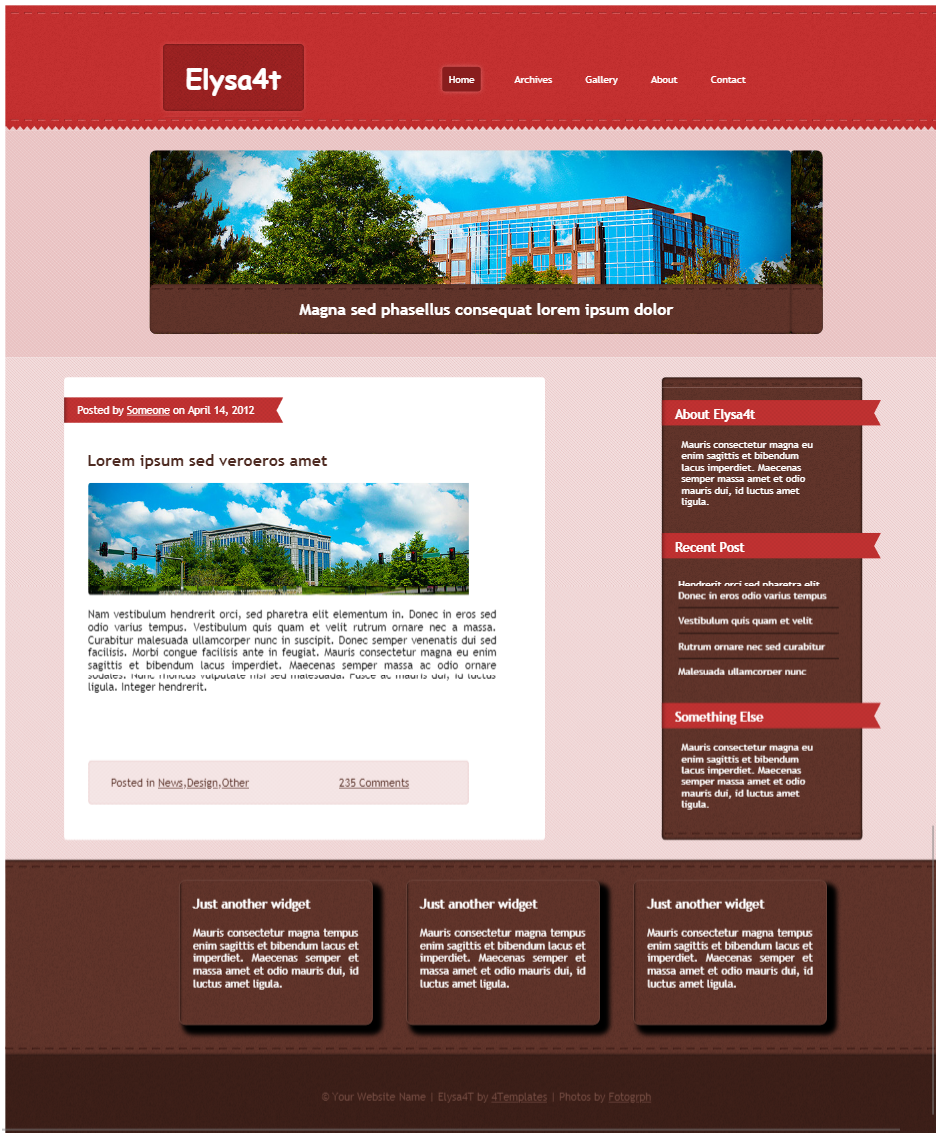 Elysa4t
Home
Archives
Gallery
About
Contact
Magna sed phasellus consequat lorem ipsum dolor
Posted by Someone on April 14, 2012
Lorem ipsum sed veroeros amet
Nam vestibulum hendrerit orci, sed pharetra elit elementum in. Donec in eros sed
odio varius tempus. Vestibulum quis quam et velit rutrum ornare nec a massa.
Curabitur malesuada ullamcorper nunc in suscipit. Donec semper venenatis dui sed
facilisis. Morbi congue facilisis ante in feugiat. Mauris consectetur magna eu enim
sagittis et bibendum lacus imperdiet. Maecenas semper massa ac odio ornare
sodales. Nunc rhoncus vulputate nisl sed malesuada. Fusce ac mauris dui, id luctus
ligula. Integer hendrerit.
Posted in News,Design,Other
235 Comments
About Elysa4t
Mauris consectetur magna eu
enim sagittis et bibendum
lacus imperdiet. Maecenas
semper massa amet et odio
mauris dui, id luctus amet
ligula.
Recent Post
Hendrerit orci sed pharetra elit
Donec in eros odio varius tempus
Vestibulum quis quam et velit
Rutrum ornare nec sed curabitur
Malesuada ullamcorper nunc
Something Else
Mauris consectetur magna eu
enim sagittis et bibendum
lacus imperdiet. Maecenas
semper massa amet et odio
mauris dui, id luctus amet
ligula.
Just another widget
Mauris consectetur magna tempus
enim sagittis et bibendum lacus et
imperdiet. Maecenas semper et
massa amet et odio mauris dui, id
luctus amet ligula.
Just another widget
Mauris consectetur magna tempus
enim sagittis et bibendum lacus et
imperdiet. Maecenas semper et
massa amet et odio mauris dui, id
luctus amet ligula.
Just another widget
Mauris consectetur magna tempus
enim sagittis et bibendum lacus et
imperdiet. Maecenas semper et
massa amet et odio mauris dui, id
luctus amet ligula.
© Your Website Name | Elysa4T by 4Templates | Photos by Fotogrph